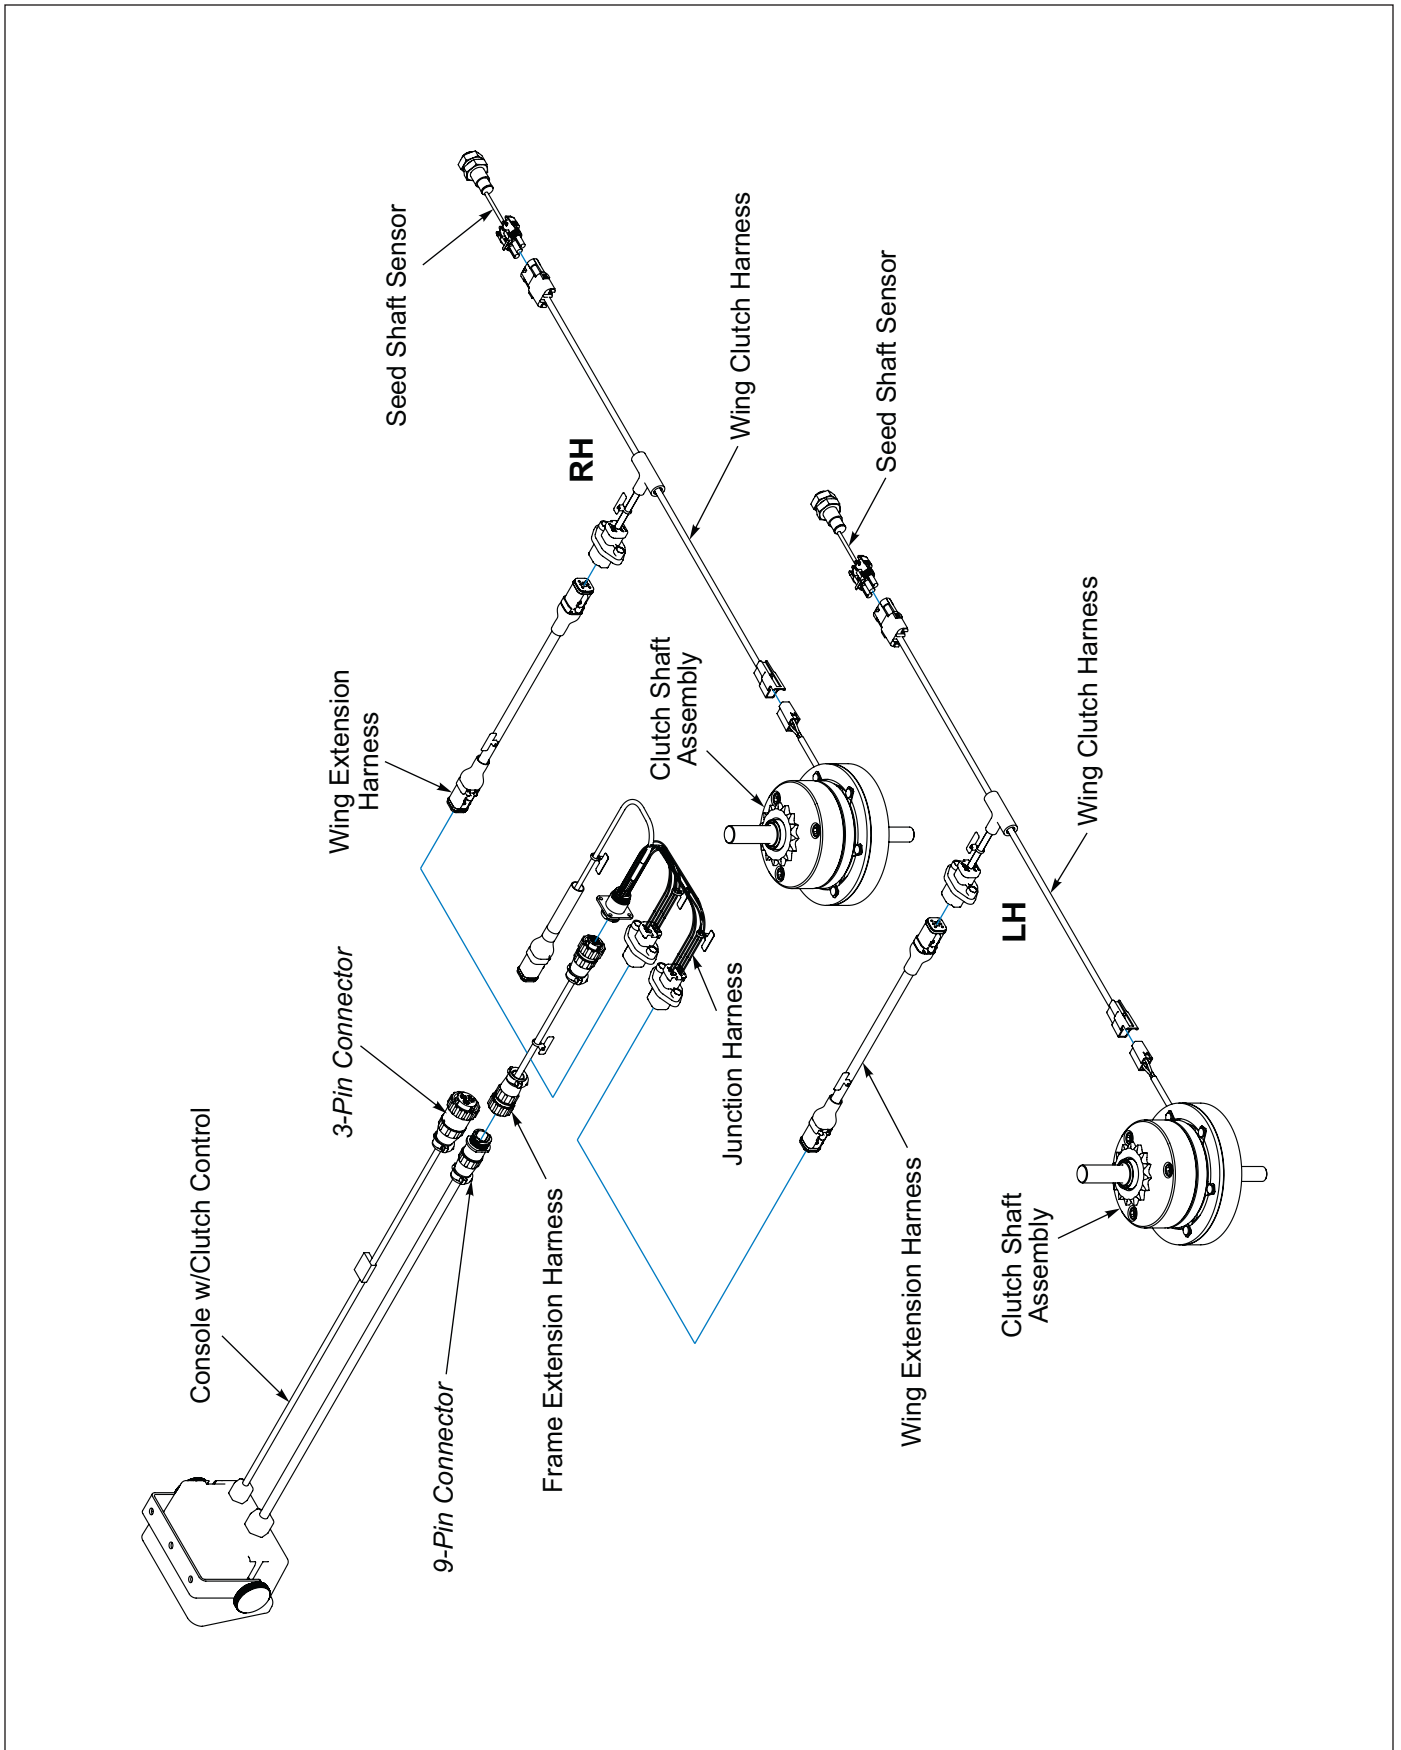 Console w/Clutch Control
3-Pin Connector
9-Pin Connector
Frame Extension Harness
Wing Extension
Harness
Seed Shaft Sensor
RH
Wing Clutch Harness
Clutch Shaft
Assembly
Junction Harness
Seed Shaft Sensor
Wing Extension Harness
LH
Wing Clutch Harness
Clutch Shaft
Assembly